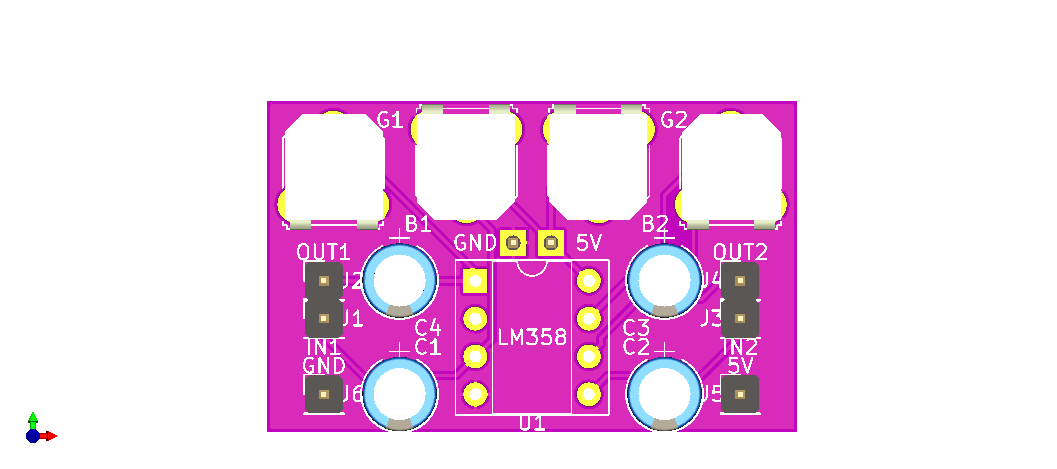 G1 G2
B1 B2
GND 5V
OUT1 OUT2
J2 J4
J1 J3
LM358
C4 C3
C1 C2
IN1 IN2
GND 5V
J6 J5
U1